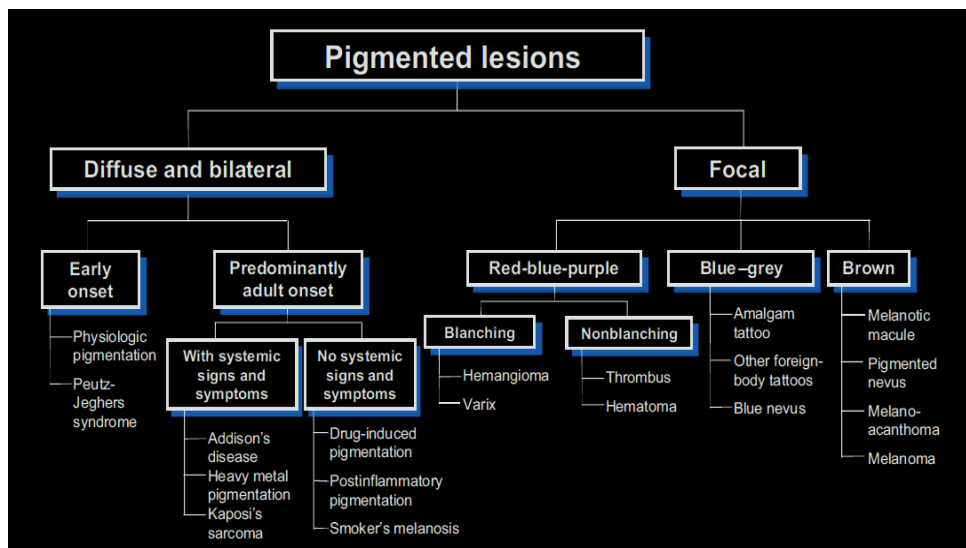 Pigmented lesions
Diffuse and bilateral
Focal
Early
onset
Predominantly
adult onset
Red-blue-purple
Blue–grey
Brown
Physiologic
pigmentation
Peutz-
Jeghers
syndrome
With systemic
signs and
symptoms
No systemic
signs and
symptoms
Addison's
disease
Heavy metal
pigmentation
Kaposi's
sarcoma
Drug-induced
pigmentation
Postinflammatory
pigmentation
Smoker's melanosis
Blanching
Nonblanching
Hemangioma
Varix
Thrombus
Hematoma
Amalgam
tattoo
Other foreign-
body tattoos
Blue nevus
Melanotic
macule
Pigmented
nevus
Melano-
acanthoma
Melanoma